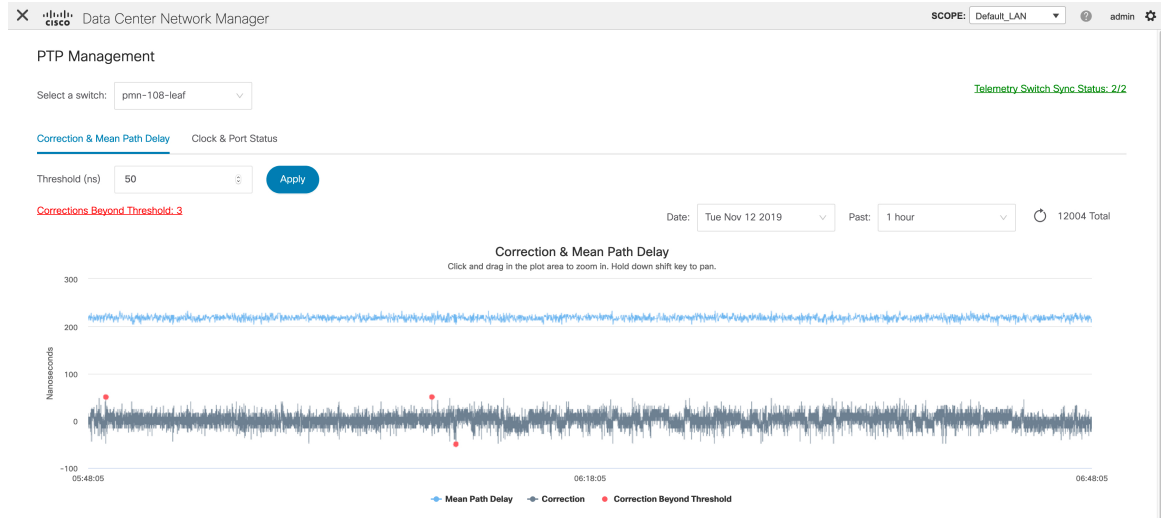 CISCO Data Center Network Manager SCOPE: Default_LAN admin
PTP Management
Select a switch: pmn-108-leaf Telemetry Switch Sync Status: 2/2
Correction & Mean Path Delay Clock & Port Status
Threshold (ns) 50 Apply
Corrections Beyond Threshold: 3
Date: Tue Nov 12 2019 Past: 1 hour 12004 Total
Correction & Mean Path Delay
Click and drag in the plot area to zoom in. Hold down shift key to pan.
Nanoseconds
300
200
100
0
-100
05:48:05 06:18:05 06:48:05
Mean Path Delay Correction Correction Beyond Threshold